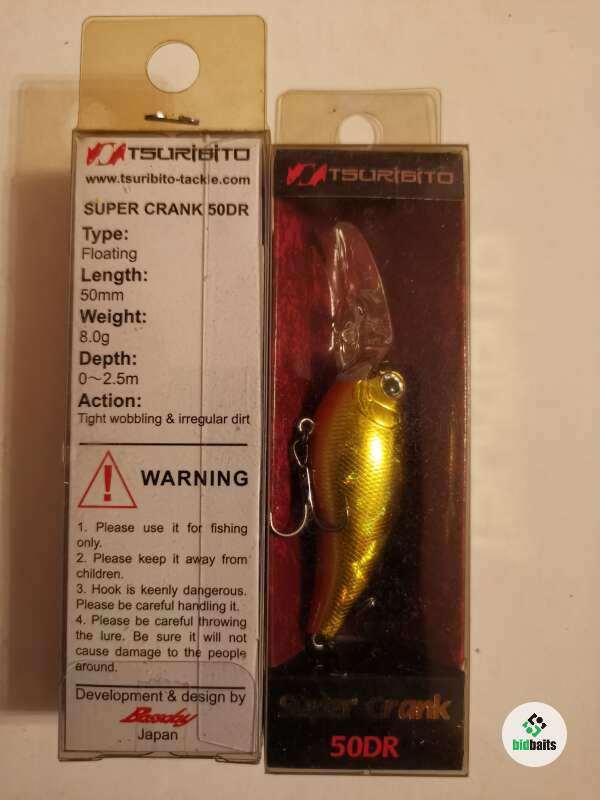 TSURIBITO
www.tsuribito-tackle.com
SUPER CRANK 50DR
Type:
Floating
Length:
50mm
Weight:
8.0g
Depth:
0～2.5m
Action:
Tight wobbling & irregular dirt
WARNING
1. Please use it for fishing
only.
2. Please keep it away from
children.
3. Hook is keenly dangerous.
Please be careful handling it.
4. Please be careful throwing
the lure. Be sure it will not
cause damage to the people
around.
Development & design by
Japan
TSURIBITO
Super Crank
50DR
bidbaits